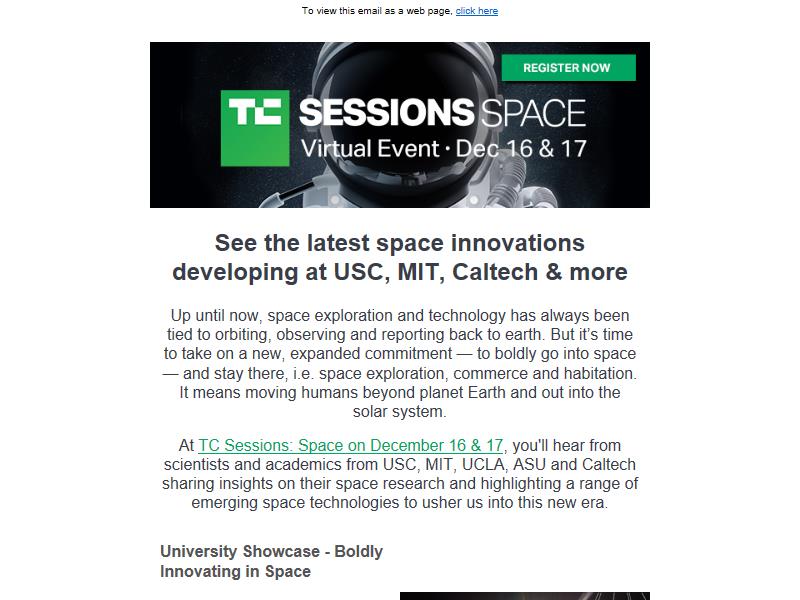 To view this email as a web page, click here
REGISTER NOW
TC SESSIONS SPACE
Virtual Event · Dec 16 & 17
See the latest space innovations
developing at USC, MIT, Caltech & more
Up until now, space exploration and technology has always been
tied to orbiting, observing and reporting back to earth. But it’s time
to take on a new, expanded commitment — to boldly go into space
— and stay there, i.e. space exploration, commerce and habitation.
It means moving humans beyond planet Earth and out into the
solar system.
At TC Sessions: Space on December 16 & 17, you'll hear from
scientists and academics from USC, MIT, UCLA, ASU and Caltech
sharing insights on their space research and highlighting a range of
emerging space technologies to usher us into this new era.
University Showcase - Boldly
Innovating in Space